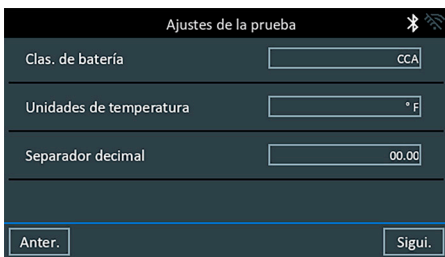 Ajustes de la prueba
Clas. de batería CCA
Unidades de temperatura ° F
Separador decimal 00.00
Anter. Sigui.